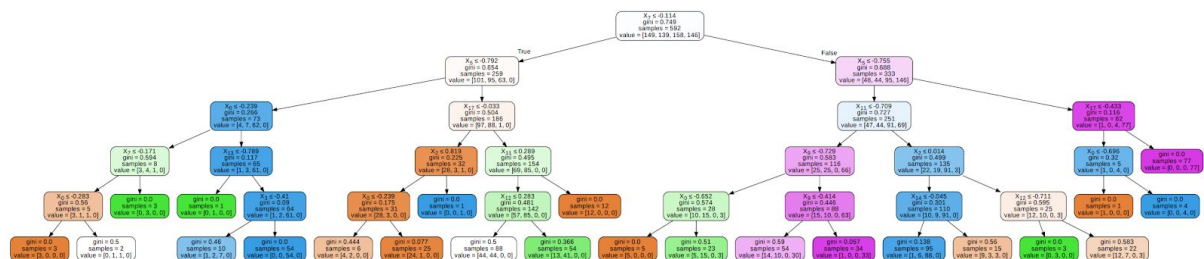 X7 ≤ -0.114
gini = 0.749
samples = 592
value = [149, 139, 158, 146]
True
False
X5 ≤ -0.792
gini = 0.654
samples = 259
value = [101, 95, 63, 0]
X5 ≤ -0.755
gini = 0.688
samples = 333
value = [48, 44, 95, 146]
X0 ≤ -0.239
gini = 0.266
samples = 73
value = [4, 7, 62, 0]
X17 ≤ -0.033
gini = 0.504
samples = 186
value = [97, 88, 1, 0]
X11 ≤ -0.709
gini = 0.727
samples = 251
value = [47, 44, 91, 69]
≤ -0.433
gini = 0.116
samples = 82
value = [1, 0, 4, 77]
X7 ≤ -0.171
gini = 0.594
samples = 8
value = [3, 4, 1, 0]
≤ -0.789
gini = 0.117
samples = 65
value = [1, 3, 61, 0]
≤ 0.819
gini = 0.225
samples = 32
value = [28, 3, 1, 0]
X11 ≤ 0.289
gini = 0.495
samples = 154
value = [69, 85, 0, 0]
≤ -0.729
gini = 0.583
samples = 116
value = [25, 25, 0, 66]
X2 ≤ 0.014
gini = 0.499
samples = 135
value = [22, 19, 91, 3]
≤ -0.696
gini = 0.32
samples = 5
value = [1, 0, 4, 0]
gini = 0.0
samples = 77
value = [0, 0, 0, 77]
≤ -0.283
gini = 0.56
samples = 5
value = [3, 1, 1, 0]
gini = 0.0
samples = 3
value = [0, 3, 0, 0]
gini = 0.0
samples = 1
value = [0, 1, 0, 0]
≤ -0.41
gini = 0.09
samples = 64
value = [1, 2, 61, 0]
≤ -0.239
gini = 0.175
samples = 31
value = [28, 3, 0, 0]
gini = 0.0
samples = 1
value = [0, 0, 1, 0]
≤ 0.283
gini = 0.481
samples = 142
value = [57, 85, 0, 0]
gini = 0.0
samples = 12
value = [12, 0, 0, 0]
≤ -0.652
gini = 0.574
samples = 28
value = [10, 15, 0, 3]
≤ -0.414
gini = 0.446
samples = 88
value = [15, 10, 0, 63]
X14 ≤ -0.045
gini = 0.301
samples = 110
value = [10, 9, 91, 0]
≤ -0.711
gini = 0.595
samples = 25
value = [12, 10, 0, 3]
gini = 0.0
samples = 1
value = [1, 0, 0, 0]
gini = 0.0
samples = 4
value = [0, 0, 4, 0]
gini = 0.0
samples = 3
value = [3, 0, 0, 0]
gini = 0.5
samples = 2
value = [0, 1, 1, 0]
gini = 0.46
samples = 10
value = [1, 2, 7, 0]
gini = 0.0
samples = 54
value = [0, 0, 54, 0]
gini = 0.444
samples = 6
value = [4, 2, 0, 0]
gini = 0.077
samples = 25
value = [24, 1, 0, 0]
gini = 0.5
samples = 88
value = [44, 44, 0, 0]
gini = 0.366
samples = 54
value = [13, 41, 0, 0]
gini = 0.0
samples = 5
value = [5, 0, 0, 0]
gini = 0.51
samples = 23
value = [5, 15, 0, 3]
gini = 0.59
samples = 54
value = [14, 10, 0, 30]
gini = 0.057
samples = 34
value = [1, 0, 0, 33]
gini = 0.138
samples = 95
value = [1, 6, 88, 0]
gini = 0.56
samples = 15
value = [9, 3, 3, 0]
gini = 0.0
samples = 3
value = [0, 3, 0, 0]
gini = 0.583
samples = 22
value = [12, 7, 0, 3]